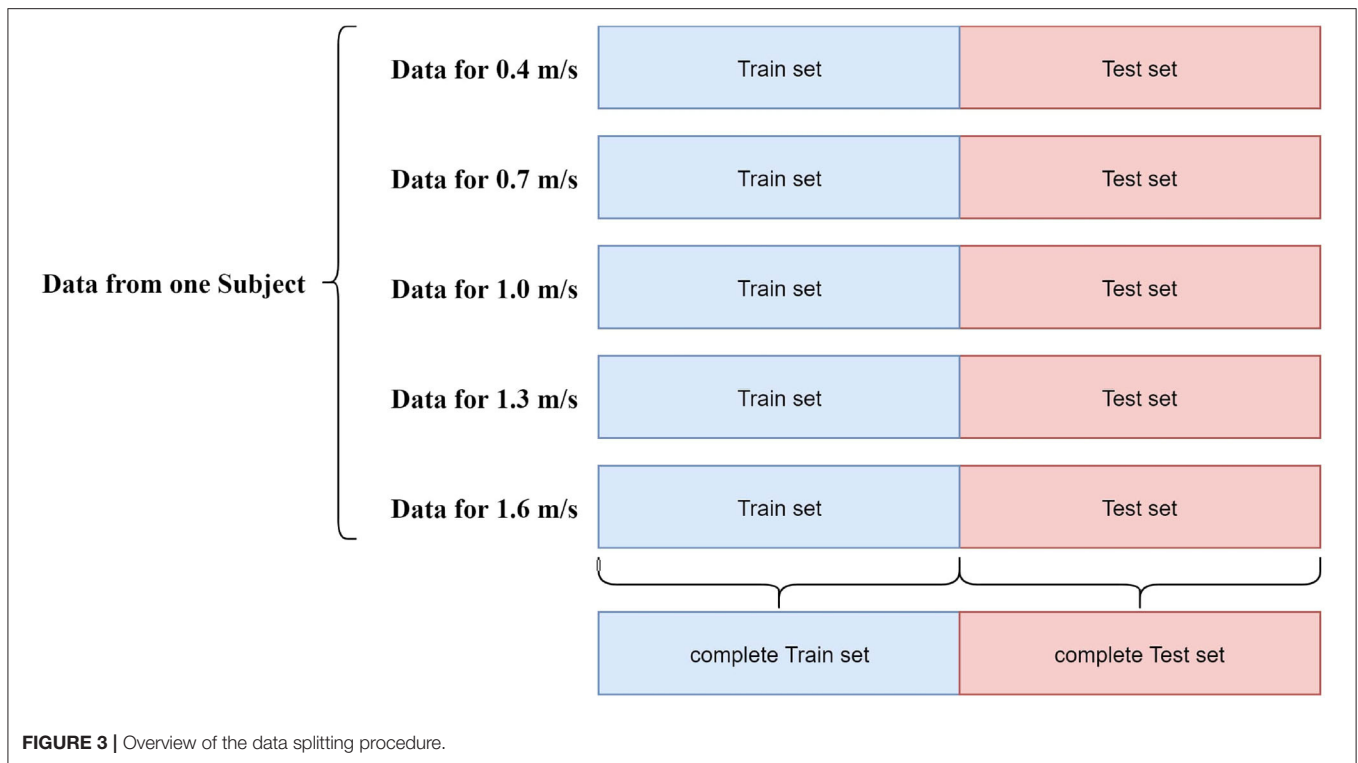 Data for 0.4 m/s Train set Test set
Data for 0.7 m/s Train set Test set
Data from one Subject
Data for 1.0 m/s Train set Test set
Data for 1.3 m/s Train set Test set
Data for 1.6 m/s Train set Test set
complete Train set complete Test set
FIGURE 3 | Overview of the data splitting procedure.